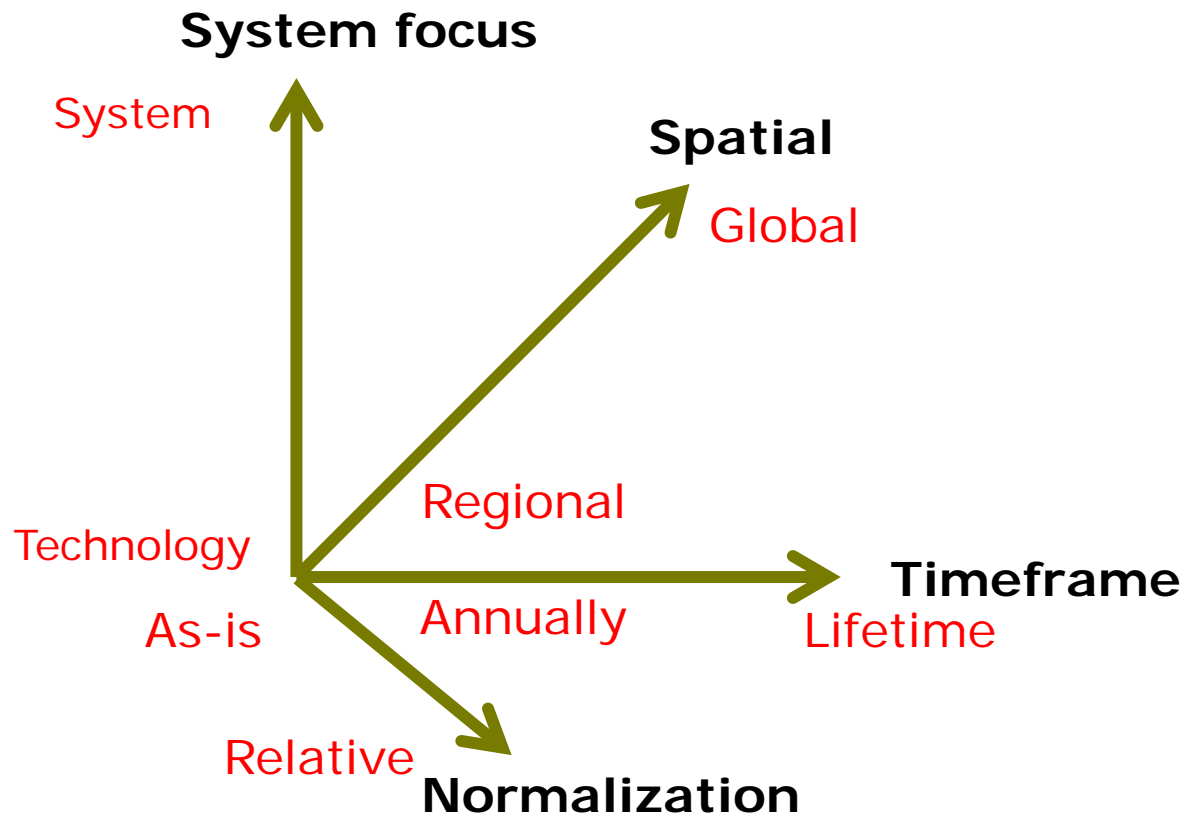 System focus
System
Spatial
Global
Regional
Technology
Timeframe
As-is
Annually
Lifetime
Relative
Normalization